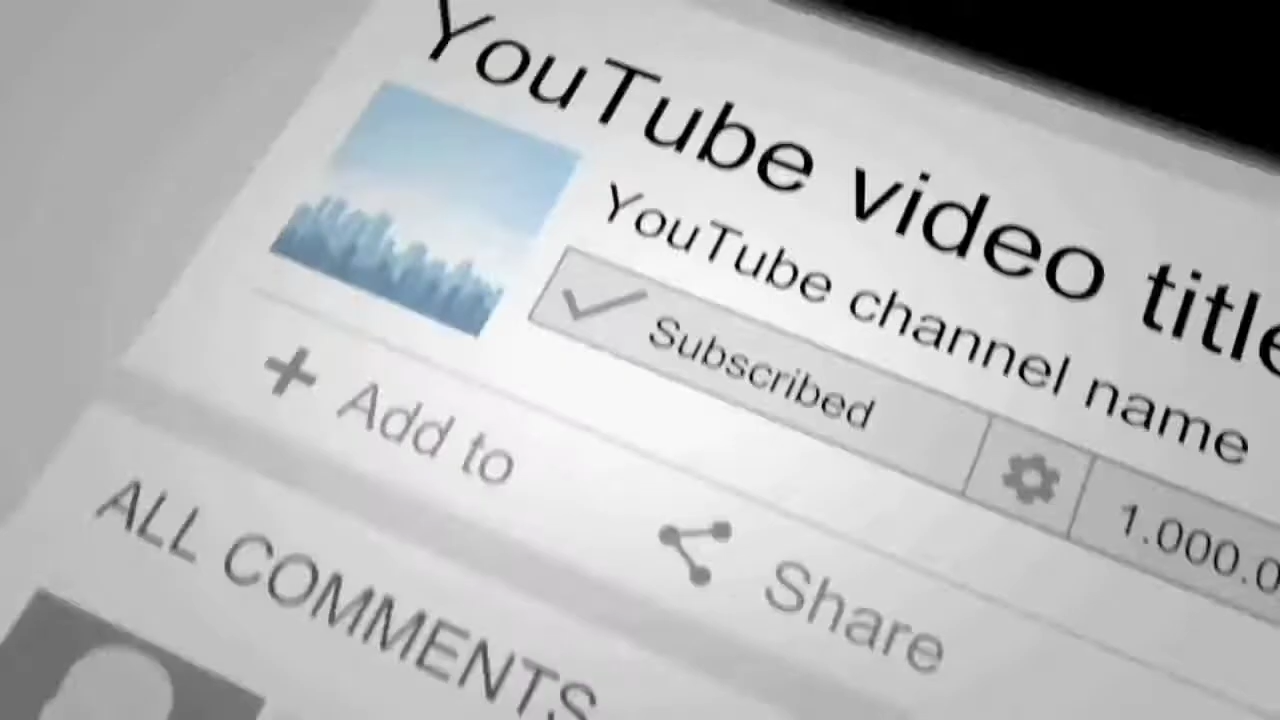 YouTube video title
YouTube channel name
Subscribed
1.000.0
Add to
Share
ALL COMMENTS